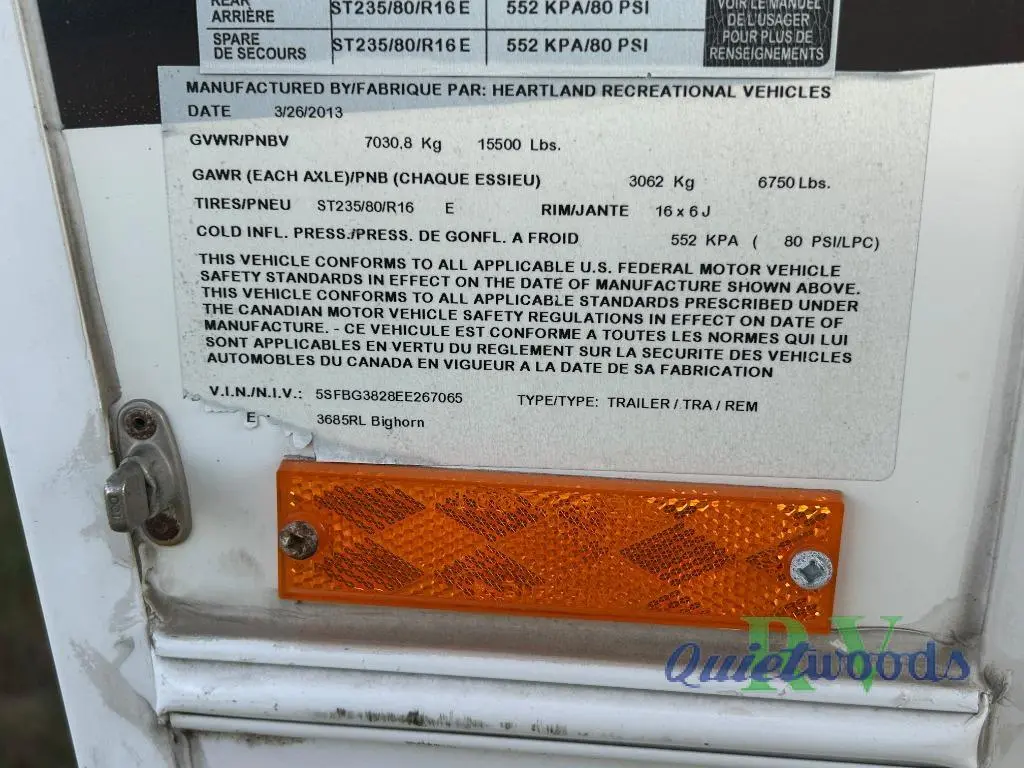 REAR
ARRIÈRE ST235/80/R16 E 552 KPA/80 PSI
SPARE
DE SECOURS ST235/80/R16 E 552 KPA/80 PSI
VOIR LE MANUEL
DE L'USAGER
POUR PLUS DE
RENSEIGNEMENTS
MANUFACTURED BY/FABRIQUE PAR: HEARTLAND RECREATIONAL VEHICLES
DATE 3/26/2013
GVWR/PNBV 7030,8 Kg 15500 Lbs.
GAWR (EACH AXLE)/PNB (CHAQUE ESSIEU) 3062 Kg 6750 Lbs.
TIRES/PNEU ST235/80/R16 E RIM/JANTE 16 x 6 J
COLD INFL. PRESS./PRESS. DE GONFL. A FROID 552 KPA ( 80 PSI/LPC)
THIS VEHICLE CONFORMS TO ALL APPLICABLE U.S. FEDERAL MOTOR VEHICLE
SAFETY STANDARDS IN EFFECT ON THE DATE OF MANUFACTURE SHOWN ABOVE.
THIS VEHICLE CONFORMS TO ALL APPLICABLE STANDARDS PRESCRIBED UNDER
THE CANADIAN MOTOR VEHICLE SAFETY REGULATIONS IN EFFECT ON DATE OF
MANUFACTURE. - CE VEHICULE EST CONFORME A TOUTES LES NORMES QUI LUI
SONT APPLICABLES EN VERTU DU REGLEMENT SUR LA SECURITE DES VEHICLES
AUTOMOBILES DU CANADA EN VIGUEUR A LA DATE DE SA FABRICATION
V.I.N./N.I.V.: 5SFBG3828EE267065 TYPE/TYPE: TRAILER / TRA / REM
3685RL Bighorn
Quietwoods RV